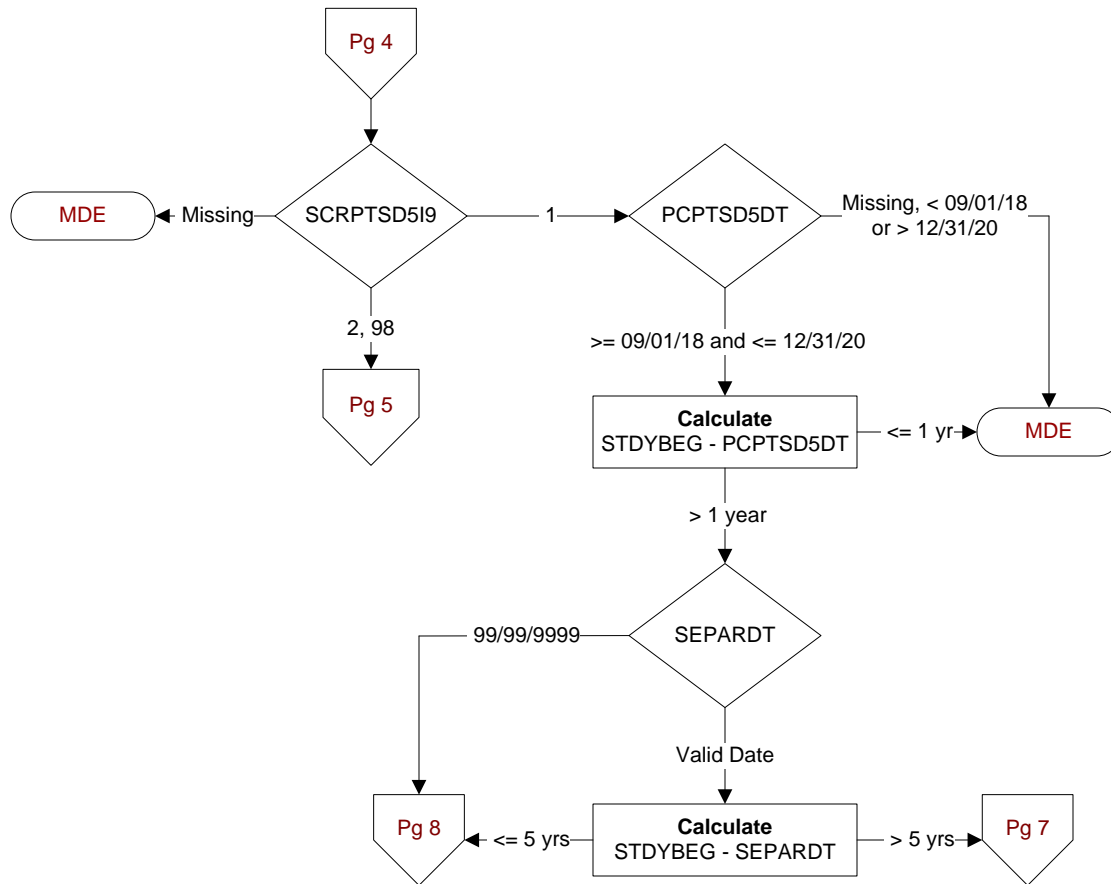 Pg 4
MDE
Missing
SCRPTSD5I9
1
PCPTSD5DT
Missing, < 09/01/18
or > 12/31/20
2, 98
>= 09/01/18 and <= 12/31/20
Pg 5
Calculate
STDYBEG - PCPTSD5DT
<= 1 yr
MDE
> 1 year
99/99/9999
SEPARDT
Valid Date
Pg 8
<= 5 yrs
Calculate
STDYBEG - SEPARDT
> 5 yrs
Pg 7